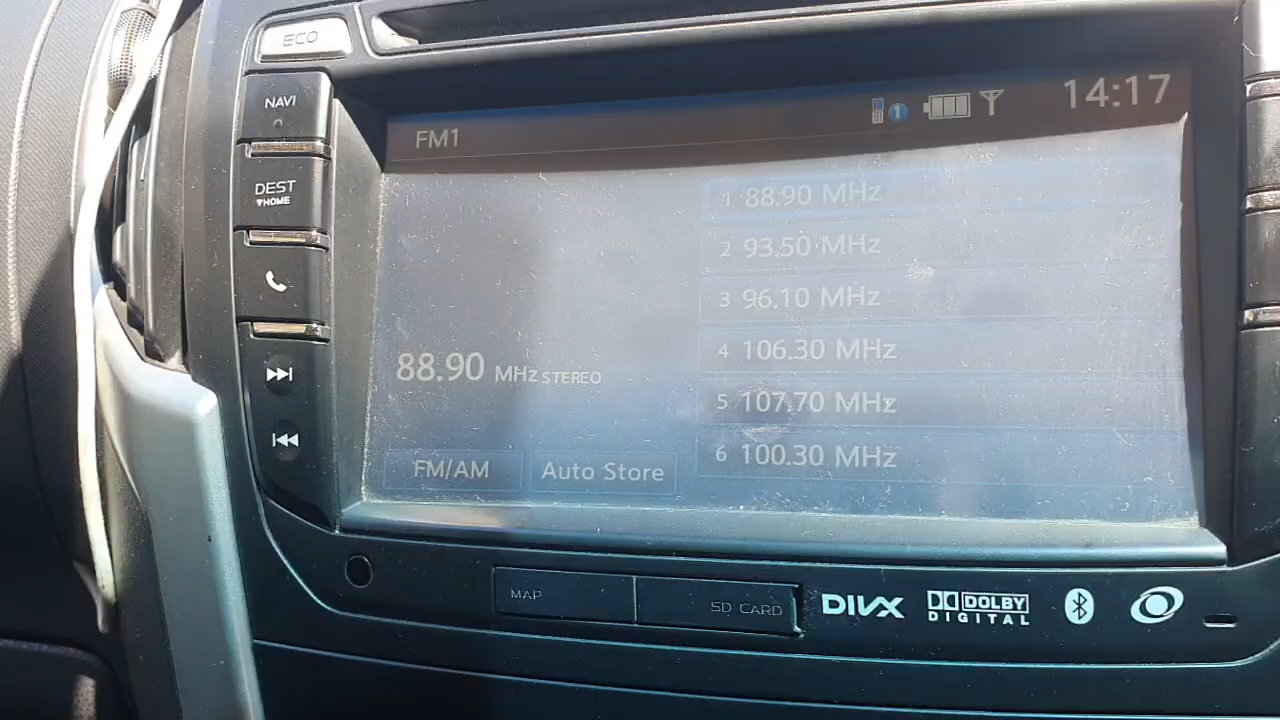 ECO
NAVI
DEST
▼HOME
FM1
1
14:17
1 88.90 MHz
2 93.50 MHz
3 96.10 MHz
4 106.30 MHz
5 107.70 MHz
6 100.30 MHz
88.90 MHz STEREO
FM/AM
Auto Store
MAP
SD CARD
DIVX
DOLBY
DIGITAL